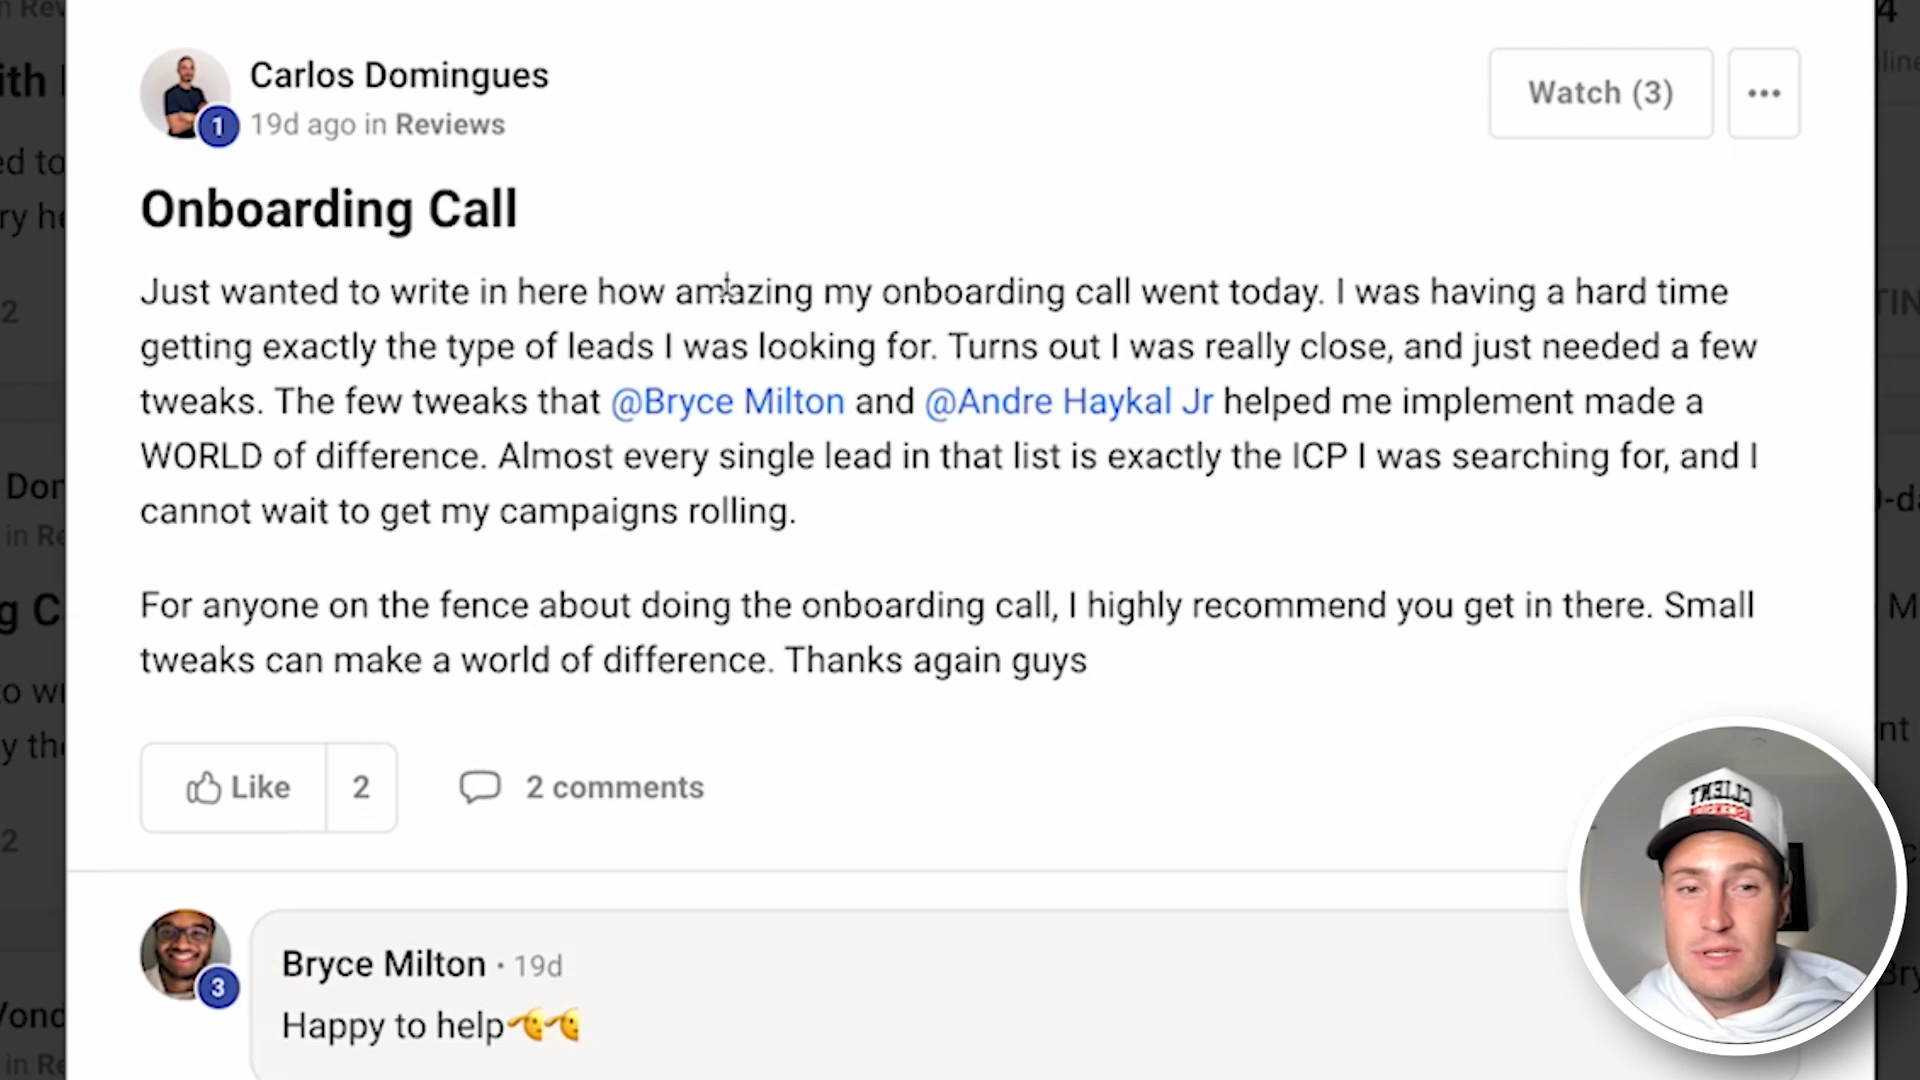 Carlos Domingues
1
19d ago in Reviews
Watch (3)
Onboarding Call
Just wanted to write in here how amazing my onboarding call went today. I was having a hard time
getting exactly the type of leads I was looking for. Turns out I was really close, and just needed a few
tweaks. The few tweaks that @Bryce Milton and @Andre Haykal Jr helped me implement made a
WORLD of difference. Almost every single lead in that list is exactly the ICP I was searching for, and I
cannot wait to get my campaigns rolling.
For anyone on the fence about doing the onboarding call, I highly recommend you get in there. Small
tweaks can make a world of difference. Thanks again guys
Like 2
2 comments
Bryce Milton · 19d
3
Happy to help🫡🫡
CLIENT